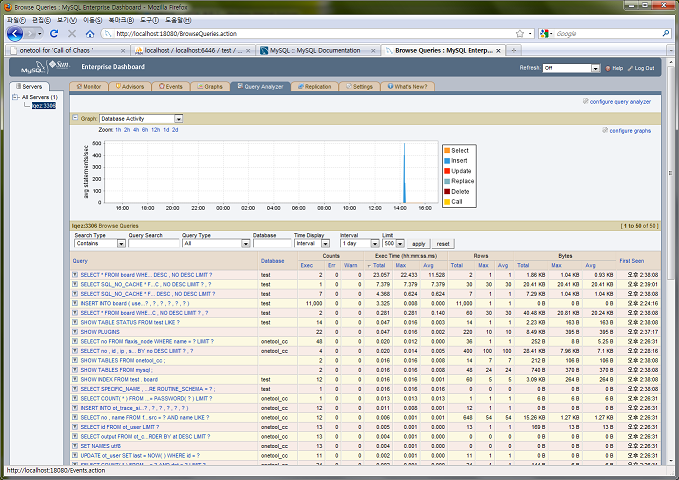 Browse Queries : MySQL Enterprise Dashboard - Mozilla Firefox
파일(F) 편집(E) 보기(V) 이동(S) 북마크(B) 도구(T) 도움말(H)
http://localhost:18080/BrowseQueries.action
Google
onetool for 'Call of Chaos '
localhost / localhost:6446 / test / ...
MySQL :: MySQL Documentation
Browse Queries : MySQL Enterp...
MySQL Sun Enterprise Dashboard
Refresh: Off Help Log Out
Servers
All Servers (1)
iqez:3306
Monitor Advisors Events Graphs Query Analyzer Replication Settings What's New?
configure query analyzer
Graph: Database Activity
Zoom: 1h 2h 4h 6h 12h 1d 2d
configure graphs
avg statements/sec
500
400
300
200
100
0
16:00 18:00 20:00 22:00 00:00 02:00 04:00 06:00 08:00 10:00 12:00 14:00 16:00
Select
Insert
Update
Replace
Delete
Call
iqez:3306 Browse Queries [ 1 to 50 of 50 ]
Search Type Query Search Query Type Database Time Display Interval Limit
Contains All Interval 1 day 500 apply reset
Counts Exec Time (hh:mm:ss.ms) Rows Bytes
Query Database Exec Err Warn Total Max Avg Total Max Avg Total Max Avg First Seen
SELECT * FROM board WHE... DESC , NO DESC LIMIT ? test 2 0 0 23.057 22.433 11.528 2 1 1 1.86 KB 1.04 KB 0.93 KB 오후 2:38:08
SELECT SQL_NO_CACHE * F...C , NO DESC LIMIT ? , ? test 1 0 0 7.379 7.379 7.379 30 30 30 20.41 KB 20.41 KB 20.41 KB 오후 2:39:01
SELECT SQL_NO_CACHE * F... DESC , NO DESC LIMIT ? test 7 0 0 4.368 0.624 0.624 7 1 1 7.29 KB 1.04 KB 1.04 KB 오후 2:38:08
INSERT INTO board ( use...? , ? , ? , ? , ? ) test 11,000 0 0 3.325 0.008 0.000 11,000 1 1 0 B 0 B 0 B 오후 2:24:16
SELECT * FROM board WHE...C , NO DESC LIMIT ? , ? test 2 0 0 0.281 0.281 0.140 60 30 30 40.48 KB 20.81 KB 20.24 KB 오후 2:38:08
SHOW TABLE STATUS FROM test LIKE ? test 14 0 0 0.047 0.016 0.003 14 1 1 2.23 KB 163 B 163 B 오후 2:38:08
SHOW PLUGINS 22 0 0 0.047 0.016 0.002 220 10 10 8.49 KB 395 B 395 B 오후 2:37:17
SELECT no FROM flaxis_node WHERE name = ? LIMIT ? onetool_cc 48 0 0 0.020 0.012 0.000 36 1 1 252 B 8 B 5.25 B 오후 2:26:31
SELECT no , id , ip , s... BY no DESC LIMIT ? , ? onetool_cc 4 0 0 0.020 0.014 0.005 400 100 100 28.41 KB 7.96 KB 7.1 KB 오후 2:28:16
SHOW TABLES FROM onetool_cc ; 2 0 0 0.016 0.016 0.008 14 7 7 212 B 106 B 106 B 오후 2:38:08
SHOW TABLES FROM mysql ; 2 0 0 0.016 0.016 0.008 48 24 24 740 B 370 B 370 B 오후 2:38:08
SHOW INDEX FROM test . board test 12 0 0 0.016 0.016 0.001 60 5 5 3.09 KB 264 B 264 B 오후 2:38:08
SELECT SPECIFIC_NAME , ...RE ROUTINE_SCHEMA = ? ; test 1 0 0 0.016 0.016 0.016 0 0 0 0 B 0 B 0 B 오후 2:38:08
SELECT COUNT( * ) FROM ... = PASSWORD( ? ) LIMIT ? onetool_cc 1 0 0 0.012 0.012 0.012 1 1 1 6 B 6 B 6 B 오후 2:26:31
INSERT INTO ot_trace_si...? , ? , ? , ? , ? ) onetool_cc 12 0 0 0.011 0.008 0.001 12 1 1 0 B 0 B 0 B 오후 2:26:31
SELECT no , name FROM f...src = ? AND name LIKE ? onetool_cc 12 0 0 0.006 0.001 0.001 648 54 54 15.26 KB 1.27 KB 1.27 KB 오후 2:26:31
SELECT id FROM ot_user LIMIT ? onetool_cc 13 0 0 0.005 0.001 0.000 13 1 1 169 B 13 B 13 B 오후 2:26:31
SELECT output FROM ot_c...RDER BY at DESC LIMIT ? onetool_cc 13 0 0 0.004 0.001 0.000 0 0 0 0 B 0 B 0 B 오후 2:26:31
SET NAMES utf8 onetool_cc 13 0 0 0.004 0.001 0.000 0 0 0 0 B 0 B 0 B 오후 2:26:31
UPDATE ot_user SET last = NOW( ) WHERE id = ? onetool_cc 11 0 0 0.002 0.001 0.000 11 1 1 0 B 0 B 0 B 오후 2:26:31
http://localhost:18080/Events.action